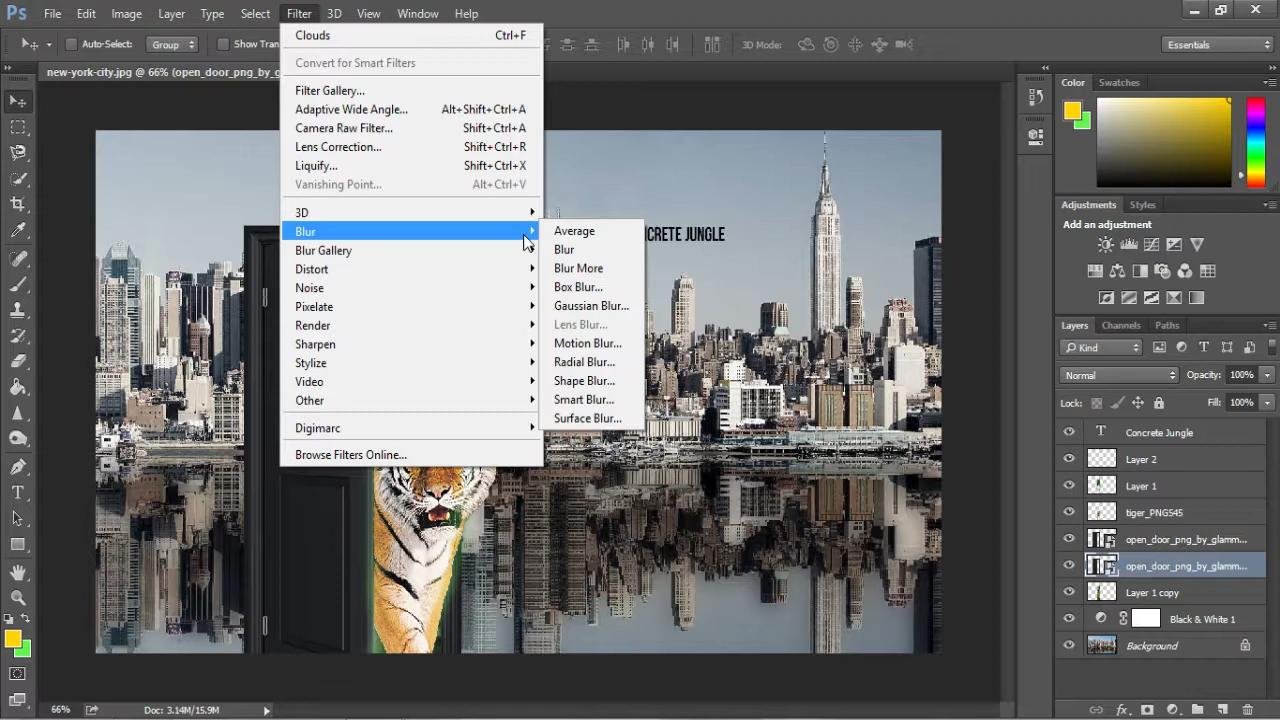 Ps File Edit Image Layer Type Select Filter 3D View Window Help
Auto-Select: Group Show Tran 3D Mode: Essentials
new-york-city.jpg @ 66% (open_door_png_by_g
Clouds Ctrl+F
Convert for Smart Filters
Filter Gallery...
Adaptive Wide Angle... Alt+Shift+Ctrl+A
Camera Raw Filter... Shift+Ctrl+A
Lens Correction... Shift+Ctrl+R
Liquify... Shift+Ctrl+X
Vanishing Point... Alt+Ctrl+V
3D
Blur
Blur Gallery
Distort
Noise
Pixelate
Render
Sharpen
Stylize
Video
Other
Digimarc
Browse Filters Online...
Average
Blur
Blur More
Box Blur...
Gaussian Blur...
Lens Blur...
Motion Blur...
Radial Blur...
Shape Blur...
Smart Blur...
Surface Blur...
NCRETE JUNGLE
Color Swatches
Adjustments Styles
Add an adjustment
Layers Channels Paths
Kind
Normal Opacity: 100%
Lock: Fill: 100%
T Concrete Jungle
Layer 2
Layer 1
tiger_PNG545
open_door_png_by_glamm...
open_door_png_by_glamm...
Layer 1 copy
Black & White 1
Background
66% Doc: 3.14M/15.9M